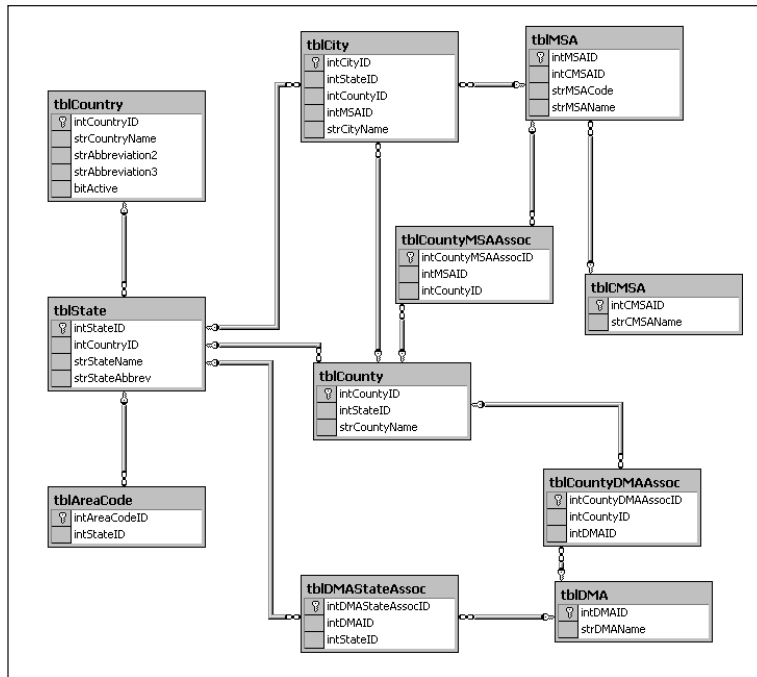 tblCity
intCityID
intStateID
intCountyID
intMSAID
strCityName
tblMSA
intMSAID
intCMSAID
strMSACode
strMSAName
tblCountry
intCountryID
strCountryName
strAbbreviation2
strAbbreviation3
bitActive
tblCountyMSAAssoc
intCountyMSAAssocID
intMSAID
intCountyID
tblCMSA
intCMSAID
strCMSAName
tblState
intStateID
intCountryID
strStateName
strStateAbbrev
tblCounty
intCountyID
intStateID
strCountyName
tblCountyDMAAssoc
intCountyDMAAssocID
intCountyID
intDMAID
tblAreaCode
intAreaCodeID
intStateID
tblDMAStateAssoc
intDMAStateAssocID
intDMAID
intStateID
tblDMA
intDMAID
strDMAName